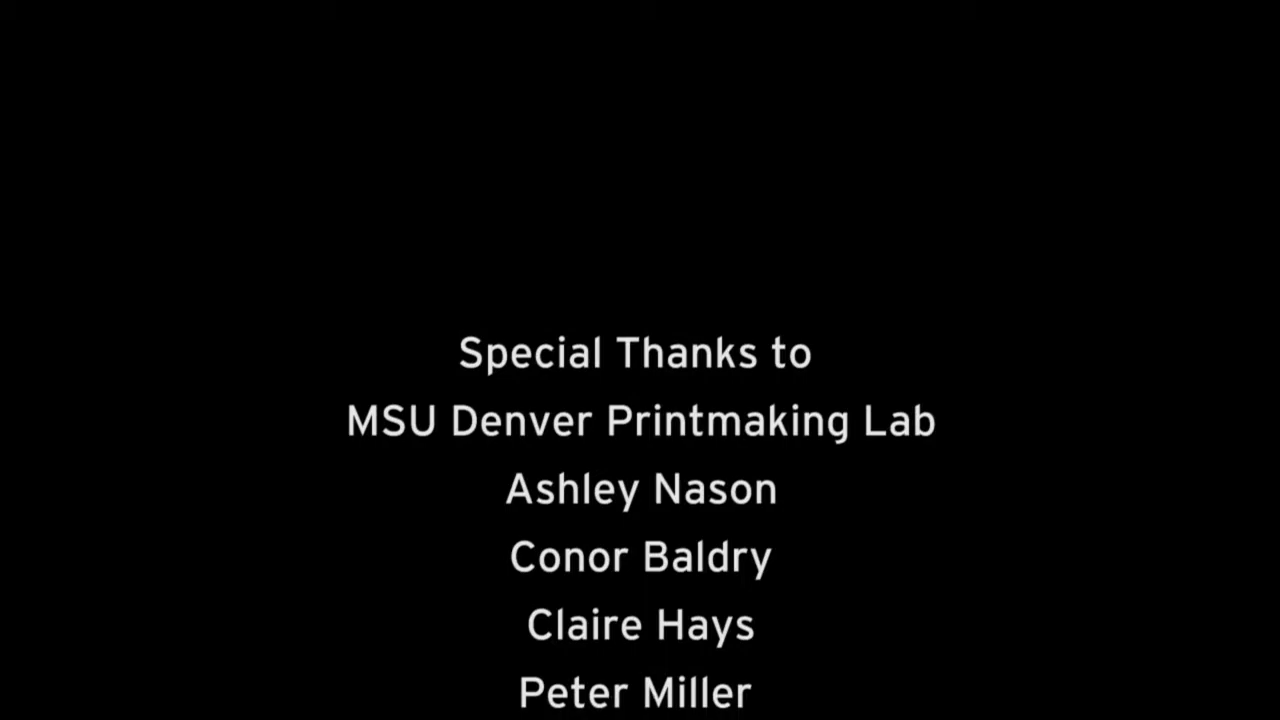 Special Thanks to
MSU Denver Printmaking Lab
Ashley Nason
Conor Baldry
Claire Hays
Peter Miller